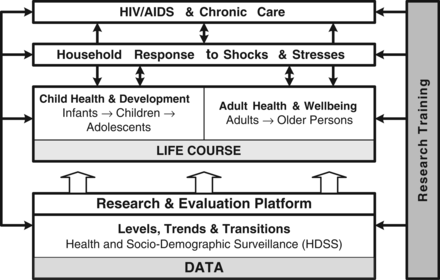 HIV/AIDS & Chronic Care
Household Response to Shocks & Stresses
Child Health & Development
Infants → Children →
Adolescents
Adult Health & Wellbeing
Adults → Older Persons
LIFE COURSE
Research & Evaluation Platform
Levels, Trends & Transitions
Health and Socio-Demographic Surveillance (HDSS)
DATA
Research Training